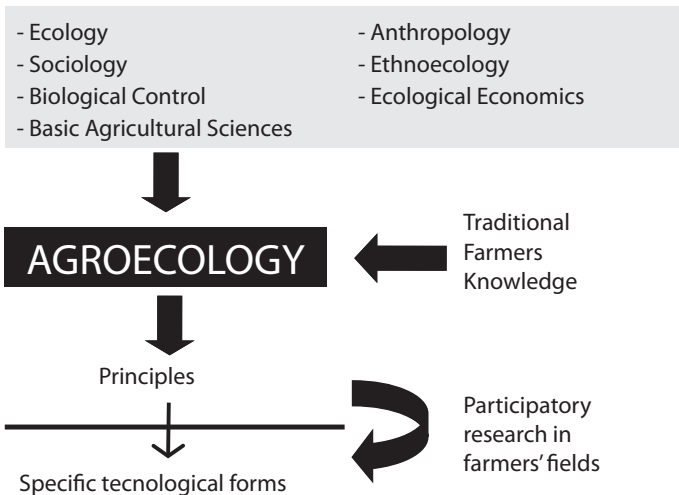 - Ecology
- Sociology
- Biological Control
- Basic Agricultural Sciences
- Anthropology
- Ethnoecology
- Ecological Economics
AGROECOLOGY
Traditional
Farmers
Knowledge
Principles
Participatory
research in
farmers' fields
Specific tecnological forms